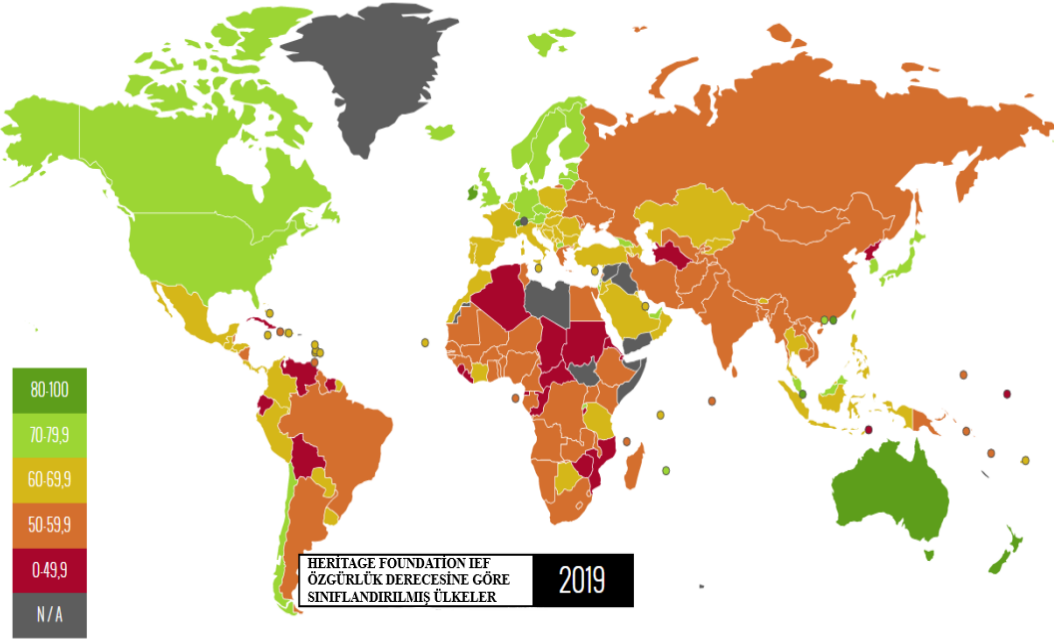 80-100
70-79,9
60-69,9
50-59,9
0-49,9
N / A
HERİTAGE FOUNDATİON IEF
ÖZGÜRLÜK DERECESİNE GÖRE
SINIFLANDIRILMIŞ ÜLKELER
2019